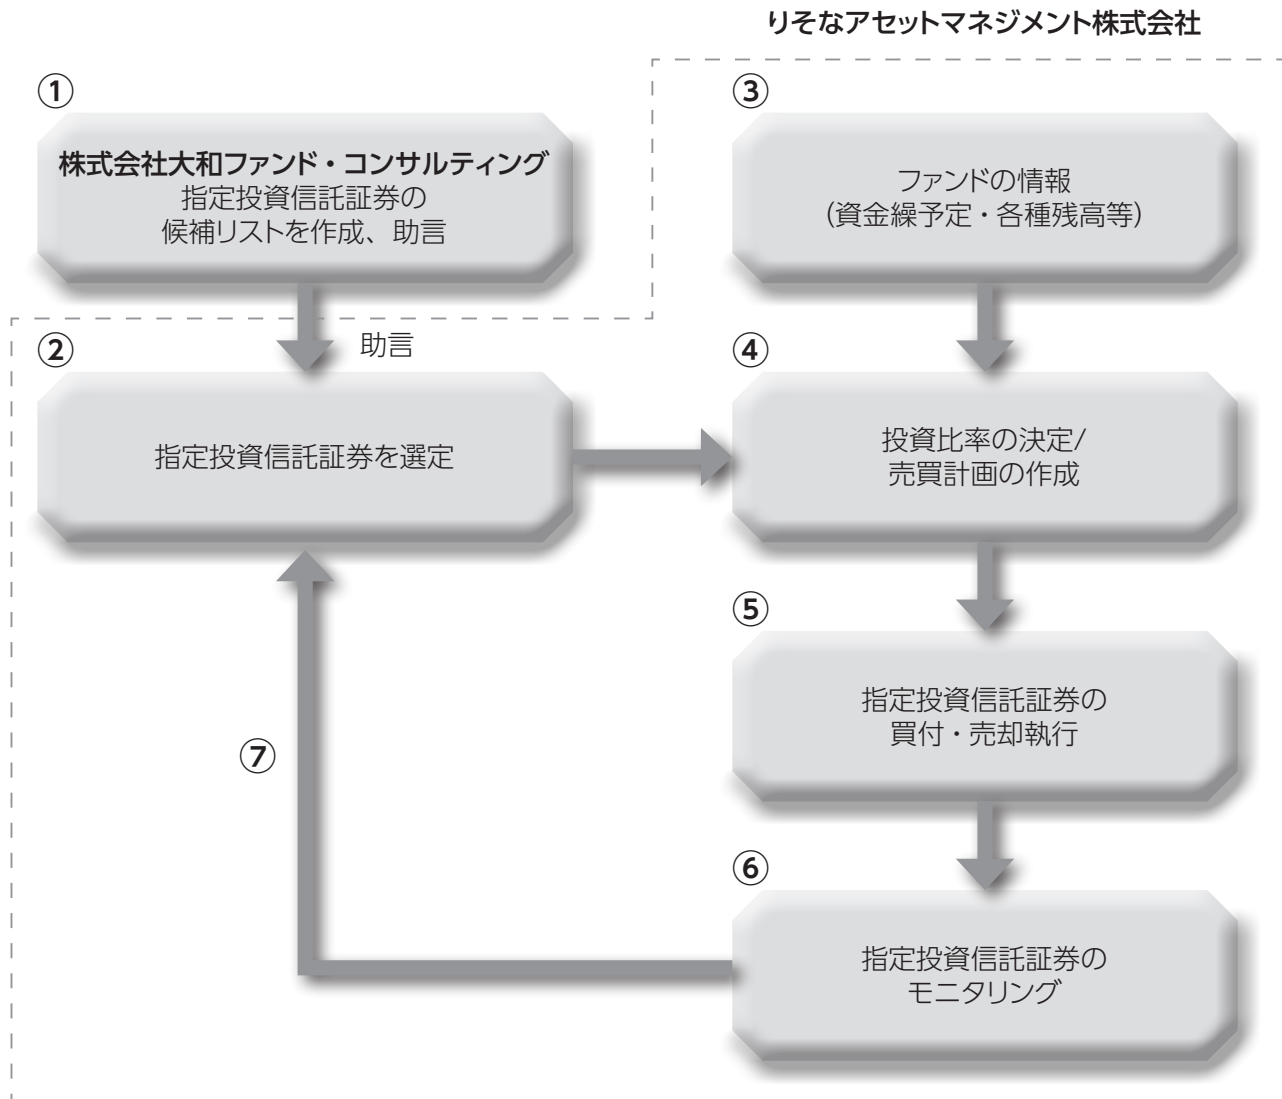 りそなアセットマネジメント株式会社
①
株式会社大和ファンド・コンサルティング
指定投資信託証券の
候補リストを作成、助言
助言
②
指定投資信託証券を選定
③
ファンドの情報
（資金繰予定・各種残高等）
④
投資比率の決定/
売買計画の作成
⑤
指定投資信託証券の
買付・売却執行
⑥
指定投資信託証券の
モニタリング
⑦